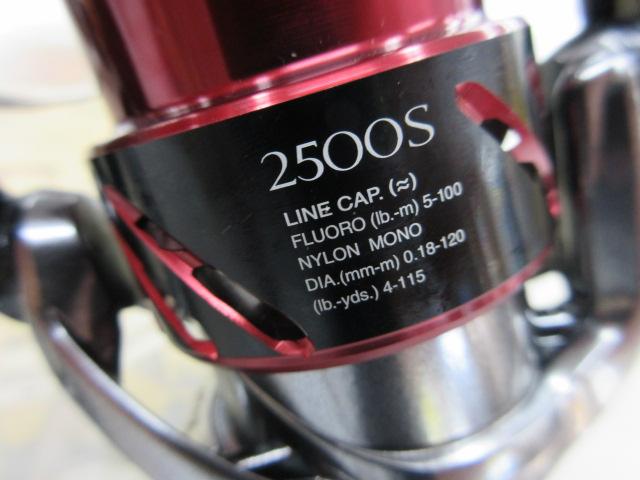 2500S
LINE CAP. (≈)
FLUORO (lb.-m) 5-100
NYLON MONO
DIA.(mm-m) 0.18-120
(lb.-yds.) 4-115